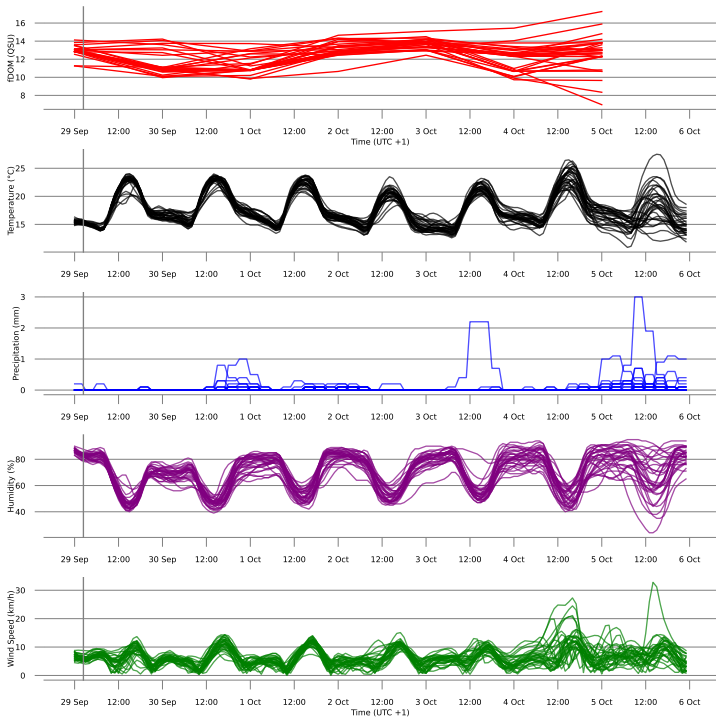 16
14
12
10
8
fDOM (QSU)
29 Sep 12:00 30 Sep 12:00 1 Oct 12:00 2 Oct 12:00 3 Oct 12:00 4 Oct 12:00 5 Oct 12:00 6 Oct
Time (UTC +1)
25
20
15
Temperature (°C)
29 Sep 12:00 30 Sep 12:00 1 Oct 12:00 2 Oct 12:00 3 Oct 12:00 4 Oct 12:00 5 Oct 12:00 6 Oct
3
2
1
0
Precipitation (mm)
29 Sep 12:00 30 Sep 12:00 1 Oct 12:00 2 Oct 12:00 3 Oct 12:00 4 Oct 12:00 5 Oct 12:00 6 Oct
80
60
40
Humidity (%)
29 Sep 12:00 30 Sep 12:00 1 Oct 12:00 2 Oct 12:00 3 Oct 12:00 4 Oct 12:00 5 Oct 12:00 6 Oct
30
20
10
0
Wind Speed (km/h)
29 Sep 12:00 30 Sep 12:00 1 Oct 12:00 2 Oct 12:00 3 Oct 12:00 4 Oct 12:00 5 Oct 12:00 6 Oct
Time (UTC +1)